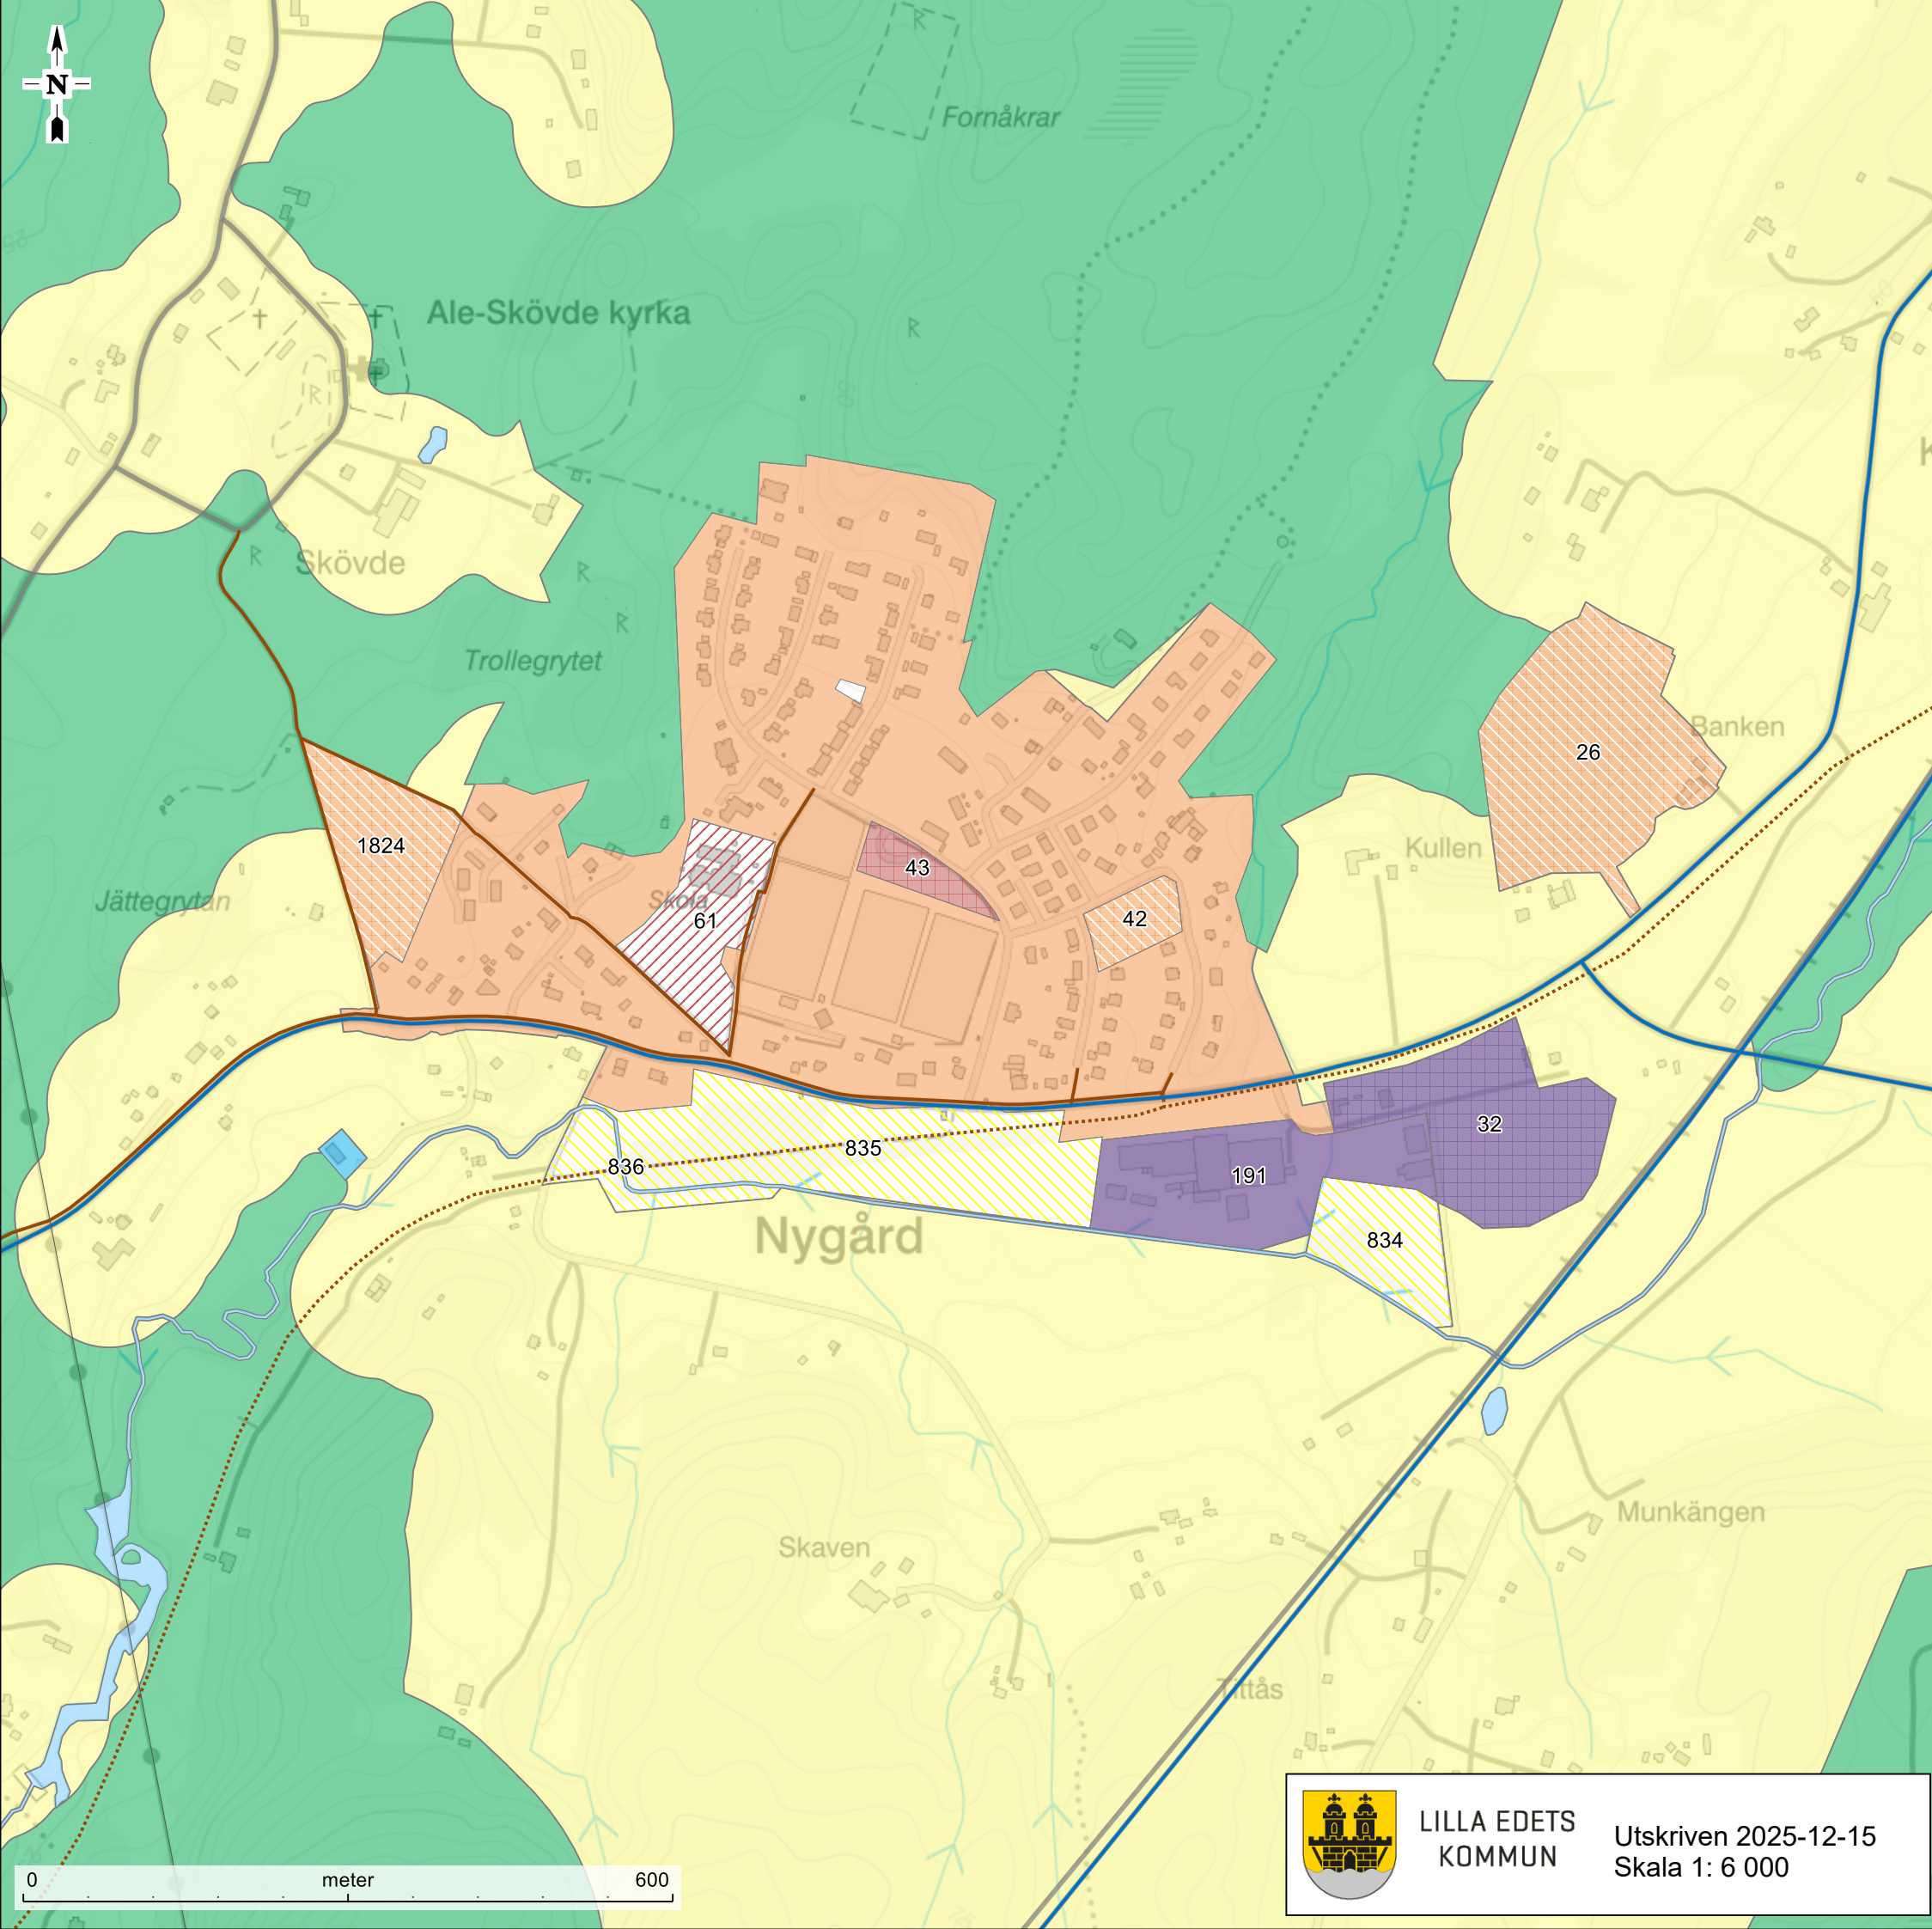 N
Fornåkrar
R
Ale-Skövde kyrka
R
R
50
K
R
Skövde
R
R
Trollegrytet
Banken
26
1824
Kullen
43
Jättegrytan
Skola
61
42
32
835
836
191
Nygård
834
Munkängen
Skaven
Tittås
LILLA EDETS
KOMMUN
Utskriven 2025-12-15
Skala 1: 6 000
0 meter 600